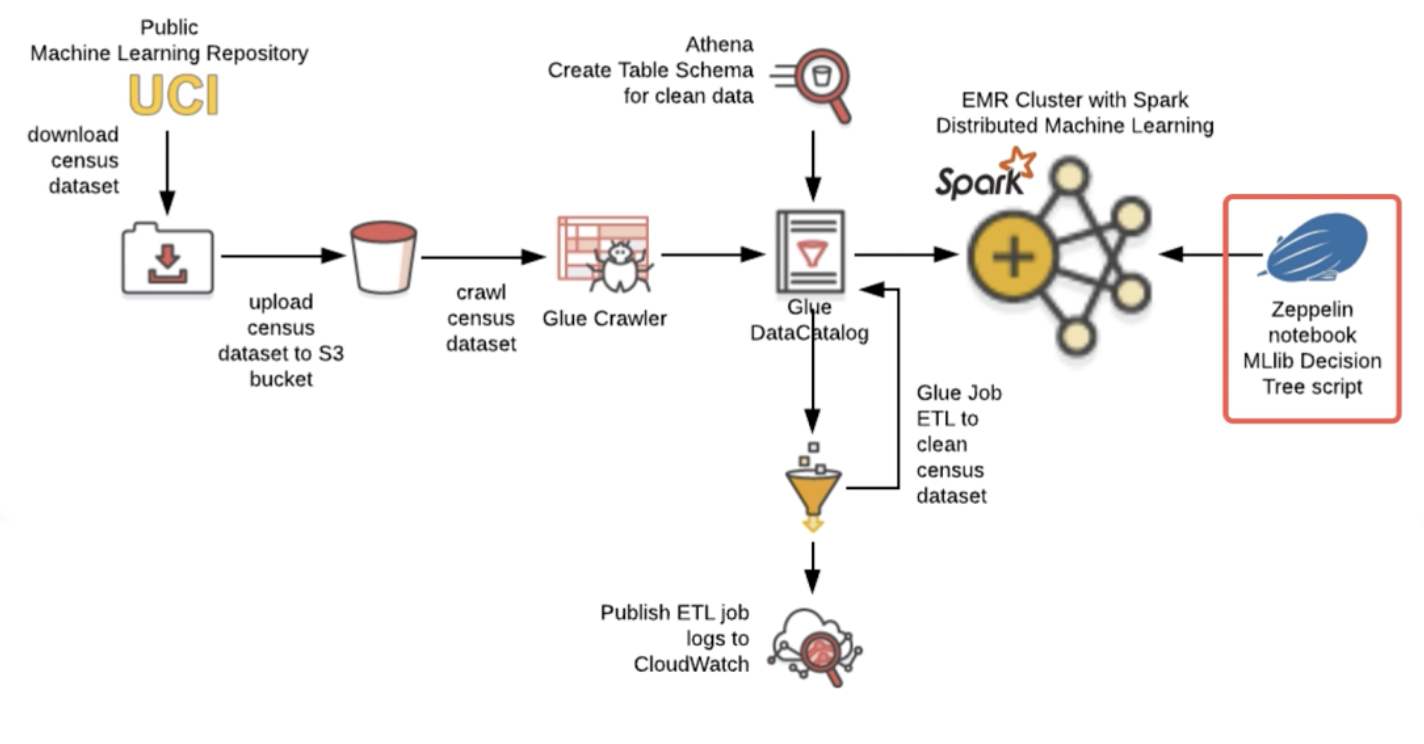 Public
Machine Learning Repository
UCI
download
census
dataset
upload
census
dataset to S3
bucket
crawl
census
dataset
Glue Crawler
Athena
Create Table Schema
for clean data
Glue
DataCatalog
Glue Job
ETL to
clean
census
dataset
Publish ETL job
logs to
CloudWatch
EMR Cluster with Spark
Distributed Machine Learning
Spark
Zeppelin
notebook
MLlib Decision
Tree script